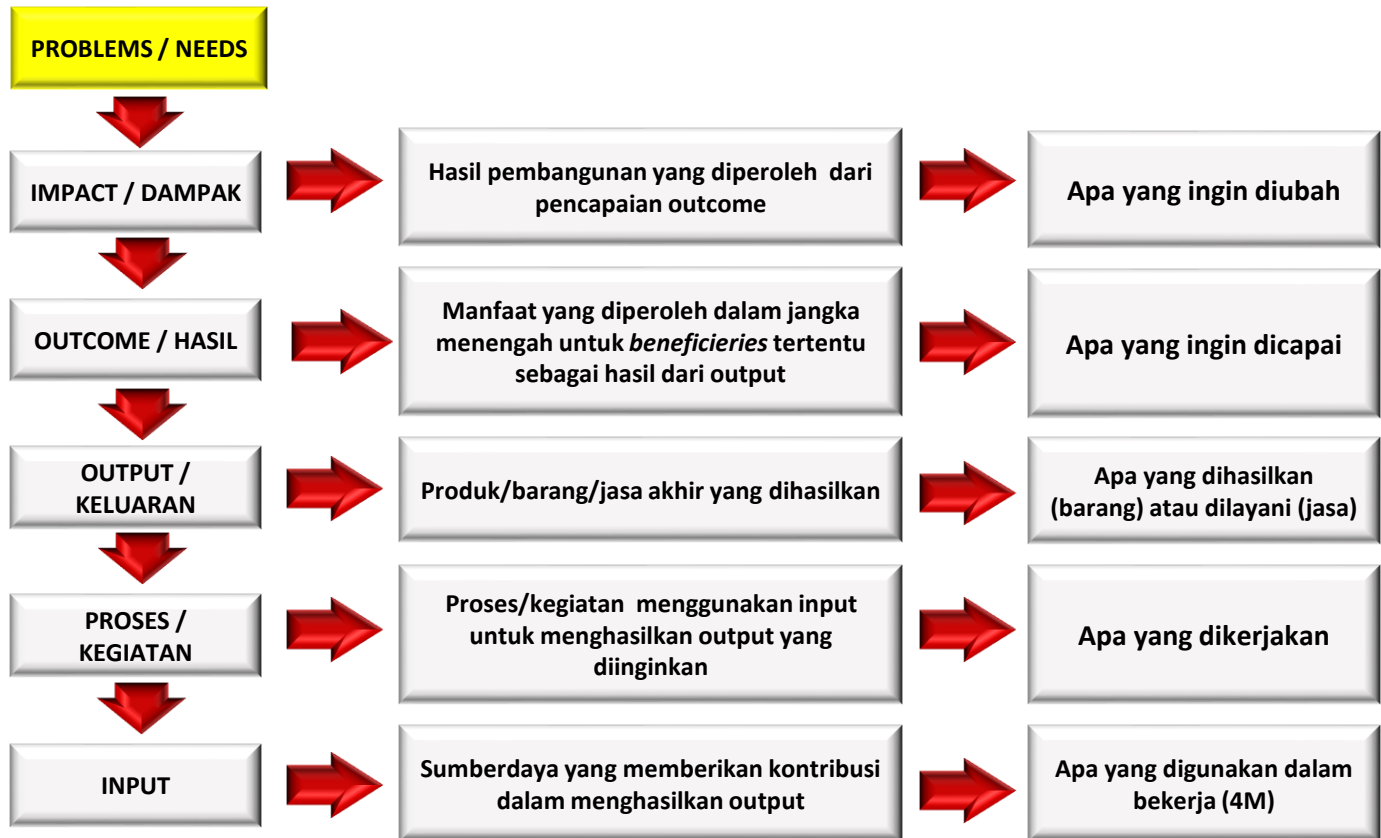 PROBLEMS / NEEDS
IMPACT / DAMPAK
Hasil pembangunan yang diperoleh dari
pencapaian outcome
Apa yang ingin diubah
OUTCOME / HASIL
Manfaat yang diperoleh dalam jangka
menengah untuk beneficieries tertentu
sebagai hasil dari output
Apa yang ingin dicapai
OUTPUT /
KELUARAN
Produk/barang/jasa akhir yang dihasilkan
Apa yang dihasilkan
(barang) atau dilayani (jasa)
PROSES /
KEGIATAN
Proses/kegiatan menggunakan input
untuk menghasilkan output yang
diinginkan
Apa yang dikerjakan
INPUT
Sumberdaya yang memberikan kontribusi
dalam menghasilkan output
Apa yang digunakan dalam
bekerja (4M)